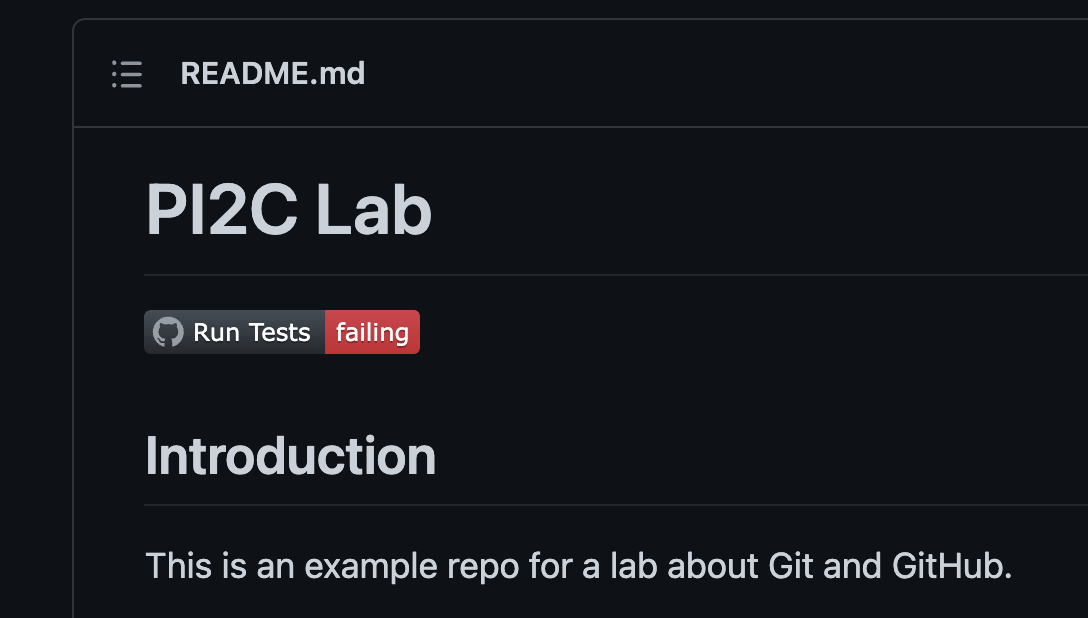 README.md
PI2C Lab
Run Tests failing
Introduction
This is an example repo for a lab about Git and GitHub.